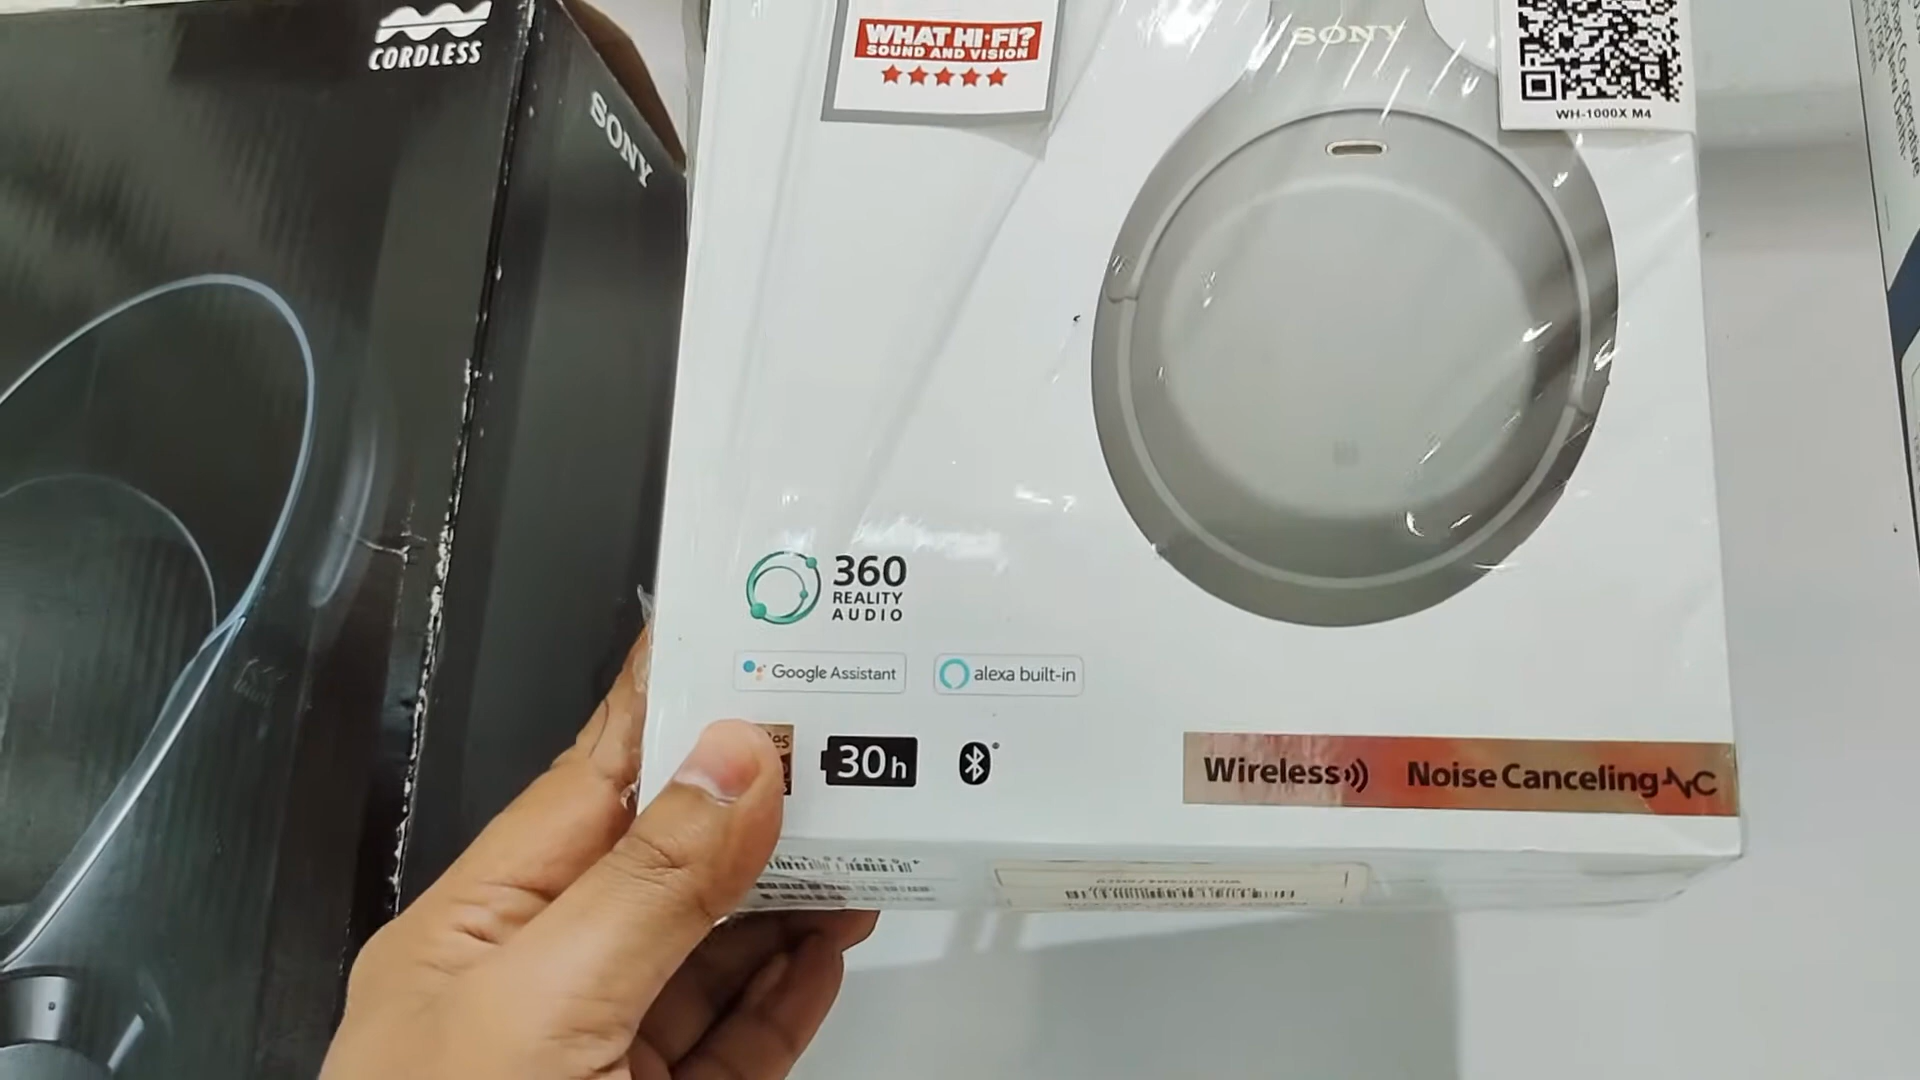 CORDLESS
SONY
WHAT HI-FI?
SOUND AND VISION
SONY
WH-1000X M4
360
REALITY
AUDIO
Google Assistant
alexa built-in
30h
Wireless
Noise Canceling